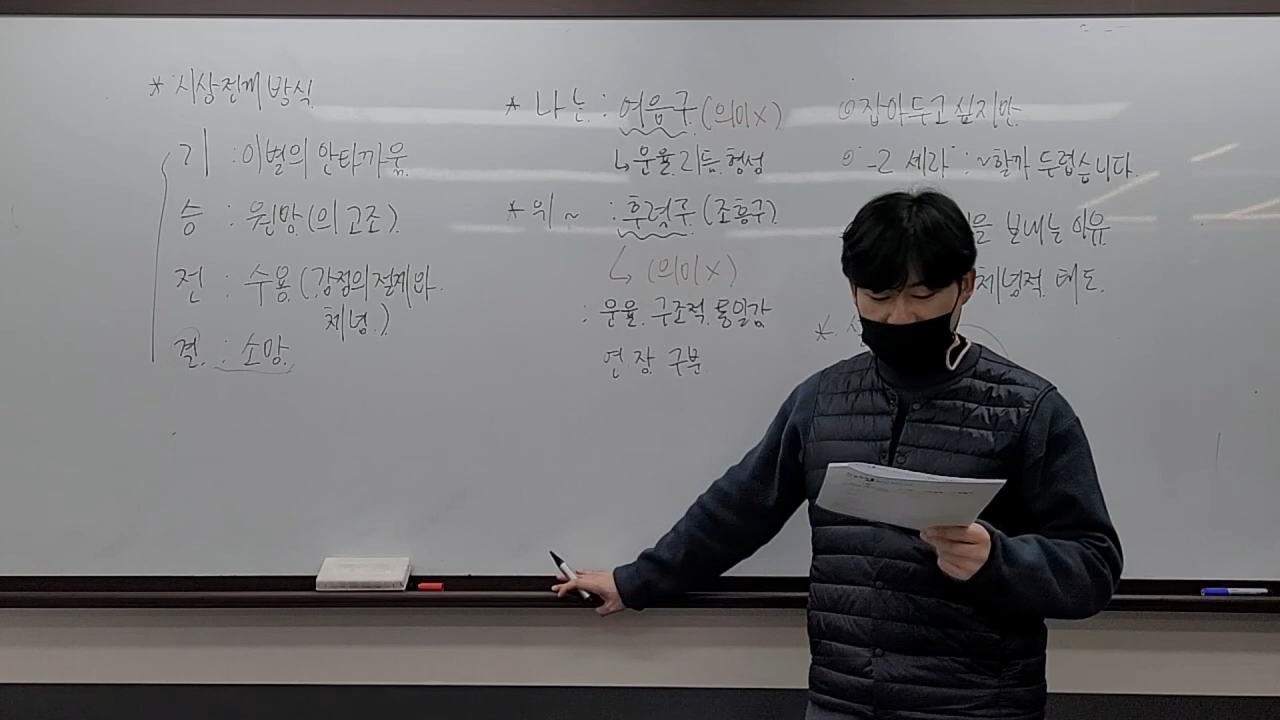 * 시상전개 방식
기 : 이별의 안타까움
승 : 원망(의 고조)
전 : 수용 (감정의 절제와
체념)
결 : 소망
* 나는 : 여음구 (의미 X)
↳ 운율, 리듬 형성
* 위~ : 후렴구 (조흥구)
↳ (의미 X)
: 운율, 구조적 통일감
연 장 구분
◎ 잡아두고 싶지만
◎ -ㄹ 셰라 : ~할까 두렵습니다.
을 보내는 이유
체념적 태도
*